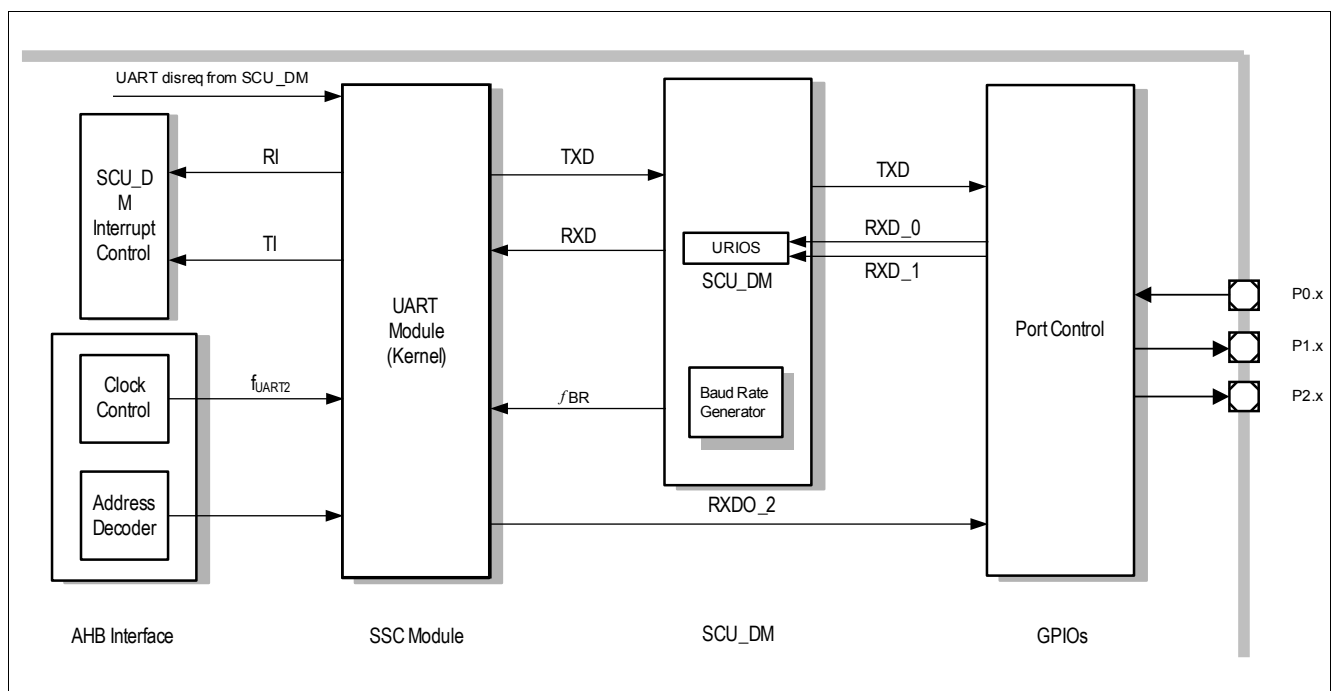 UART disreq from SCU_DM
SCU_D
M
Interrupt
Control
RI
TI
UART
Module
(Kernel)
TXD
RXD
URIOS
SCU_DM
TXD
RXD_0
RXD_1
Port Control
P0.x
P1.x
P2.x
Clock
Control
fUART2
fBR
Baud Rate
Generator
Address
Decoder
RXDO_2
AHB Interface
SSC Module
SCU_DM
GPIOs